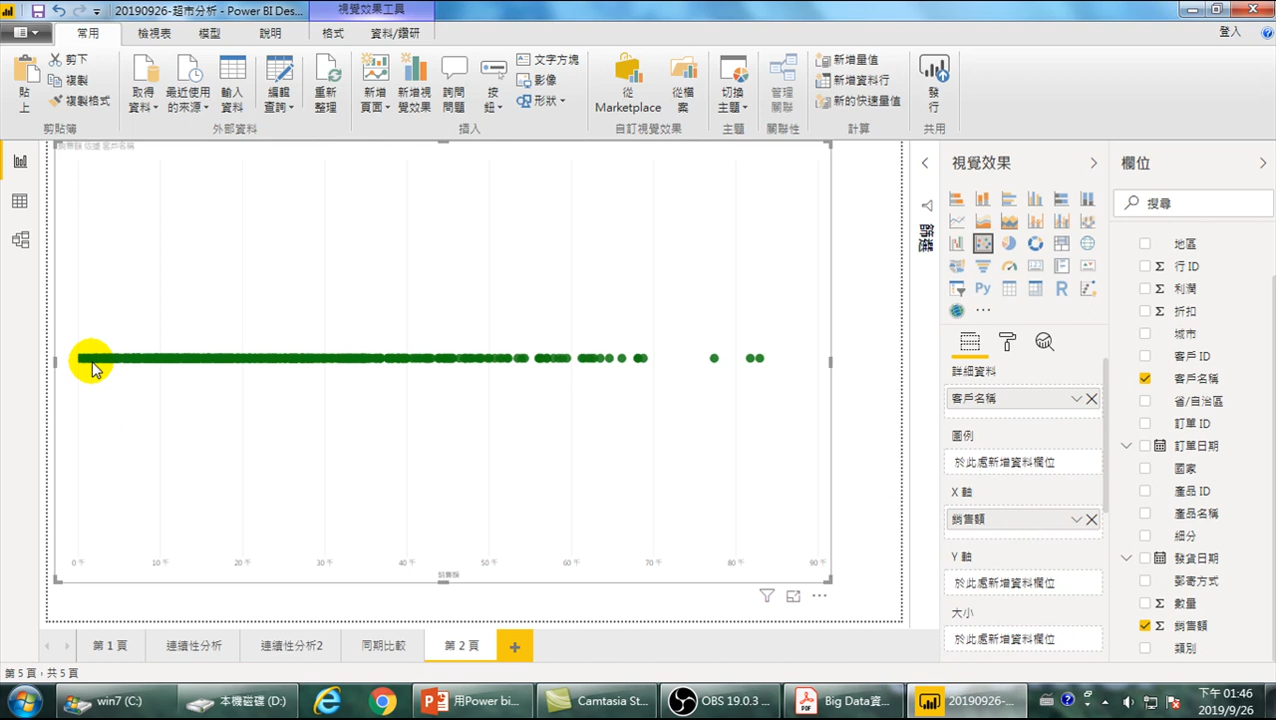 20190926-超市分析 - Power BI Des...
視覺效果工具
常用
檢視表
模型
說明
格式
資料/鑽研
登入
貼上
剪下
複製
複製格式
剪貼簿
取得資料
最近使用的來源
輸入資料
編輯查詢
重新整理
外部資料
新增頁面
新增視覺效果
詢問問題
按鈕
文字方塊
影像
形狀
插入
從 Marketplace
從檔案
自訂視覺效果
切換主題
主題
管理關聯
關聯性
新增量值
新增資料行
新的快速量值
計算
發行
共用
銷售額 依據 客戶名稱
0 千
10 千
20 千
30 千
40 千
50 千
60 千
70 千
80 千
90 千
銷售額
篩選
視覺效果
Py
R
詳細資料
客戶名稱
圖例
於此處新增資料欄位
X 軸
銷售額
Y 軸
於此處新增資料欄位
大小
於此處新增資料欄位
欄位
搜尋
地區
行 ID
利潤
折扣
城市
客戶 ID
客戶名稱
省/自治區
訂單 ID
訂單日期
國家
產品 ID
產品名稱
細分
發貨日期
郵寄方式
數量
銷售額
類別
第 1 頁
連續性分析
連續性分析2
同期比較
第 2 頁
第 5 頁，共 5 頁
win7 (C:)
本機磁碟 (D:)
用Power bi...
Camtasia St...
OBS 19.0.3 ...
Big Data資...
20190926-...
下午 01:46
2019/9/26